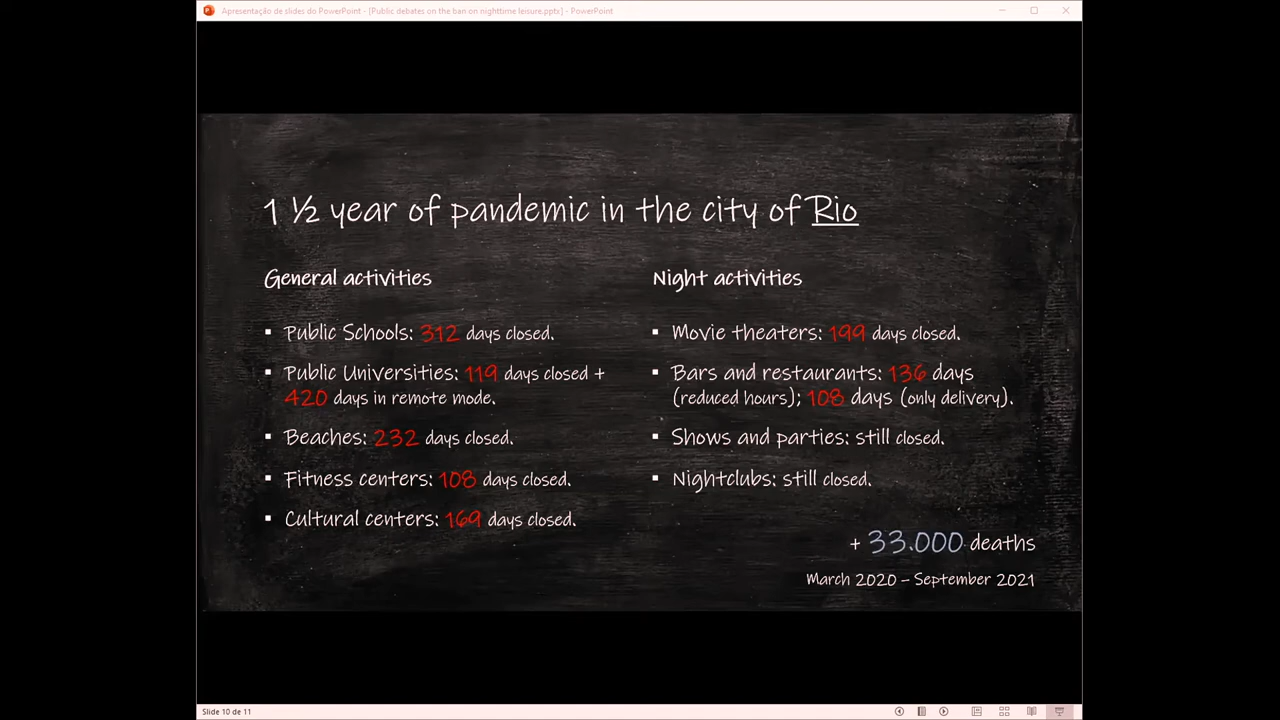 Apresentação de slides do PowerPoint - [Public debates on the ban on nighttime leisure.pptx] - PowerPoint
1 ½ year of pandemic in the city of Rio
General activities
▪ Public Schools: 312 days closed.
▪ Public Universities: 119 days closed +
420 days in remote mode.
▪ Beaches: 232 days closed.
▪ Fitness centers: 108 days closed.
▪ Cultural centers: 169 days closed.
Night activities
▪ Movie theaters: 199 days closed.
▪ Bars and restaurants: 136 days
(reduced hours); 108 days (only delivery).
▪ Shows and parties: still closed.
▪ Nightclubs: still closed.
+ 33.000 deaths
March 2020 – September 2021
Slide 10 de 11